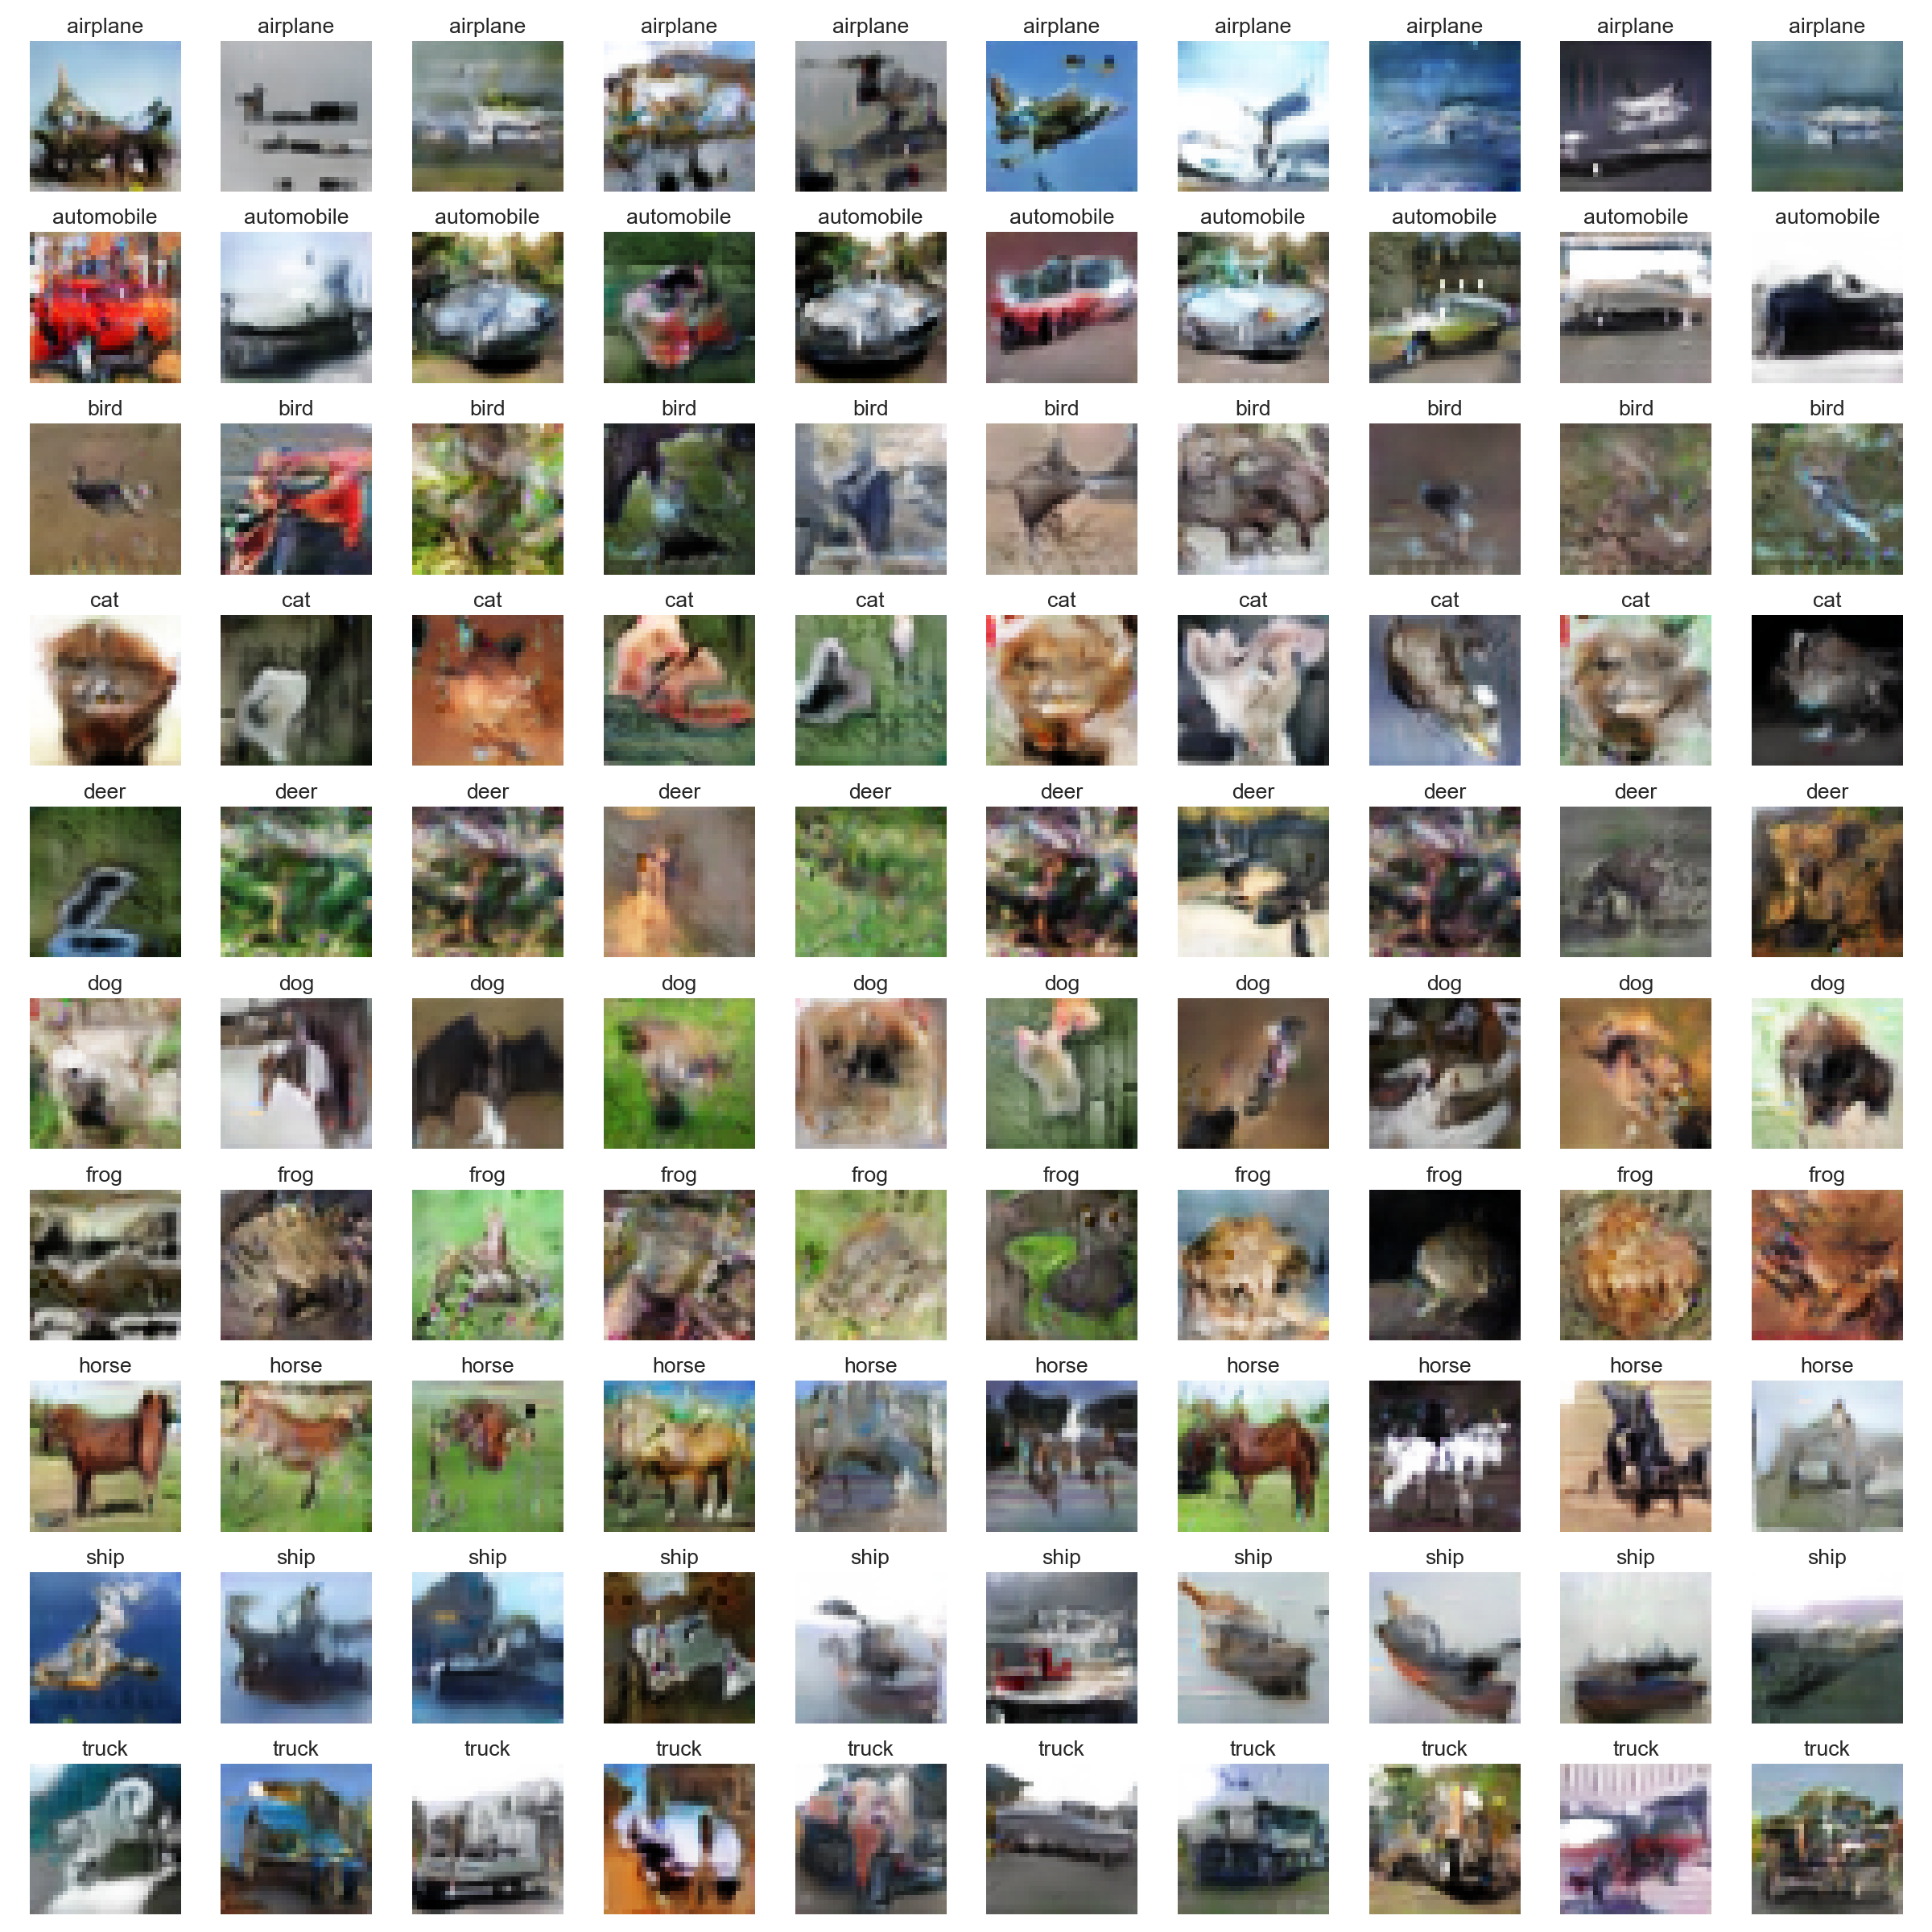 airplane airplane airplane airplane airplane airplane airplane airplane airplane airplane
automobile automobile automobile automobile automobile automobile automobile automobile automobile automobile
bird bird bird bird bird bird bird bird bird bird
cat cat cat cat cat cat cat cat cat cat
deer deer deer deer deer deer deer deer deer deer
dog dog dog dog dog dog dog dog dog dog
frog frog frog frog frog frog frog frog frog frog
horse horse horse horse horse horse horse horse horse horse
ship ship ship ship ship ship ship ship ship ship
truck truck truck truck truck truck truck truck truck truck